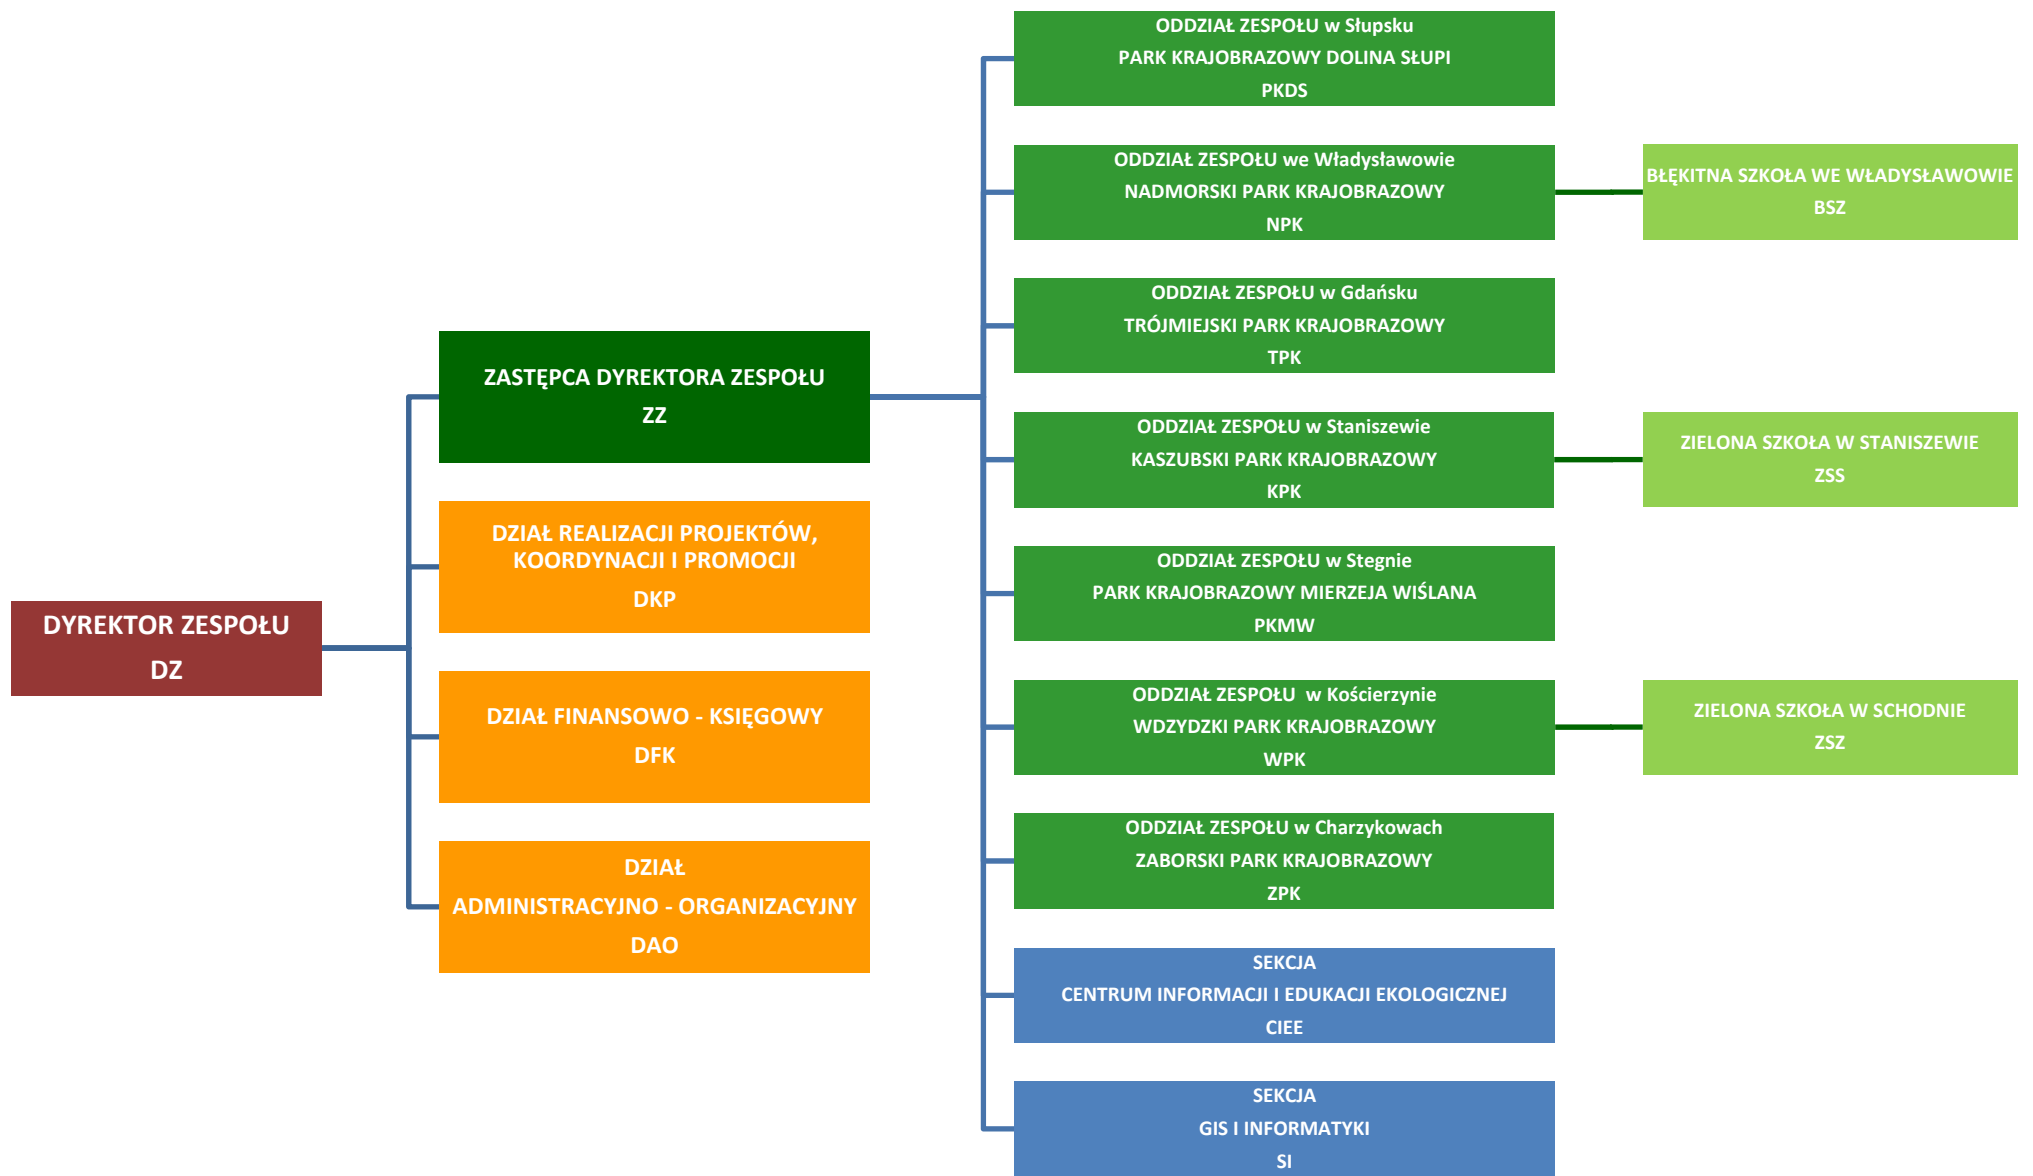 DYREKTOR ZESPOŁU
DZ
ZASTĘPCA DYREKTORA ZESPOŁU
ZZ
DZIAŁ REALIZACJI PROJEKTÓW,
KOORDYNACJI I PROMOCJI
DKP
DZIAŁ FINANSOWO - KSIĘGOWY
DFK
DZIAŁ
ADMINISTRACYJNO - ORGANIZACYJNY
DAO
ODDZIAŁ ZESPOŁU w Słupsku
PARK KRAJOBRAZOWY DOLINA SŁUPI
PKDS
ODDZIAŁ ZESPOŁU we Władysławowie
NADMORSKI PARK KRAJOBRAZOWY
NPK
BŁĘKITNA SZKOŁA WE WŁADYSŁAWOWIE
BSZ
ODDZIAŁ ZESPOŁU w Gdańsku
TRÓJMIEJSKI PARK KRAJOBRAZOWY
TPK
ODDZIAŁ ZESPOŁU w Staniszewie
KASZUBSKI PARK KRAJOBRAZOWY
KPK
ZIELONA SZKOŁA W STANISZEWIE
ZSS
ODDZIAŁ ZESPOŁU w Stegnie
PARK KRAJOBRAZOWY MIERZEJA WIŚLANA
PKMW
ODDZIAŁ ZESPOŁU w Kościerzynie
WDZYDZKI PARK KRAJOBRAZOWY
WPK
ZIELONA SZKOŁA W SCHODNIE
ZSZ
ODDZIAŁ ZESPOŁU w Charzykowach
ZABORSKI PARK KRAJOBRAZOWY
ZPK
SEKCJA
CENTRUM INFORMACJI I EDUKACJI EKOLOGICZNEJ
CIEE
SEKCJA
GIS I INFORMATYKI
SI